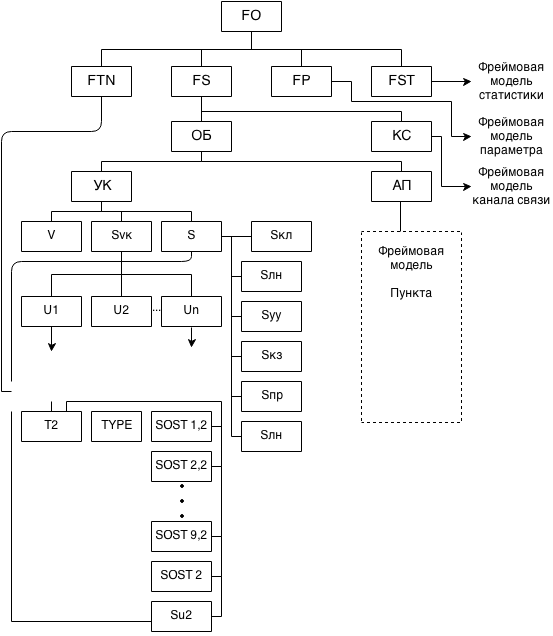 FO
FTN
FS
FP
FST
Фреймовая
модель
статистики
ОБ
КС
Фреймовая
модель
параметра
УК
АП
Фреймовая
модель
канала связи
V
Svк
S
Sкл
Фреймовая
модель
Пункта
Sлн
U1
U2
...
Un
Sуу
Sкз
Sпр
T2
TYPE
SOST 1,2
Sлн
SOST 2,2
SOST 9,2
SOST 2
Su2